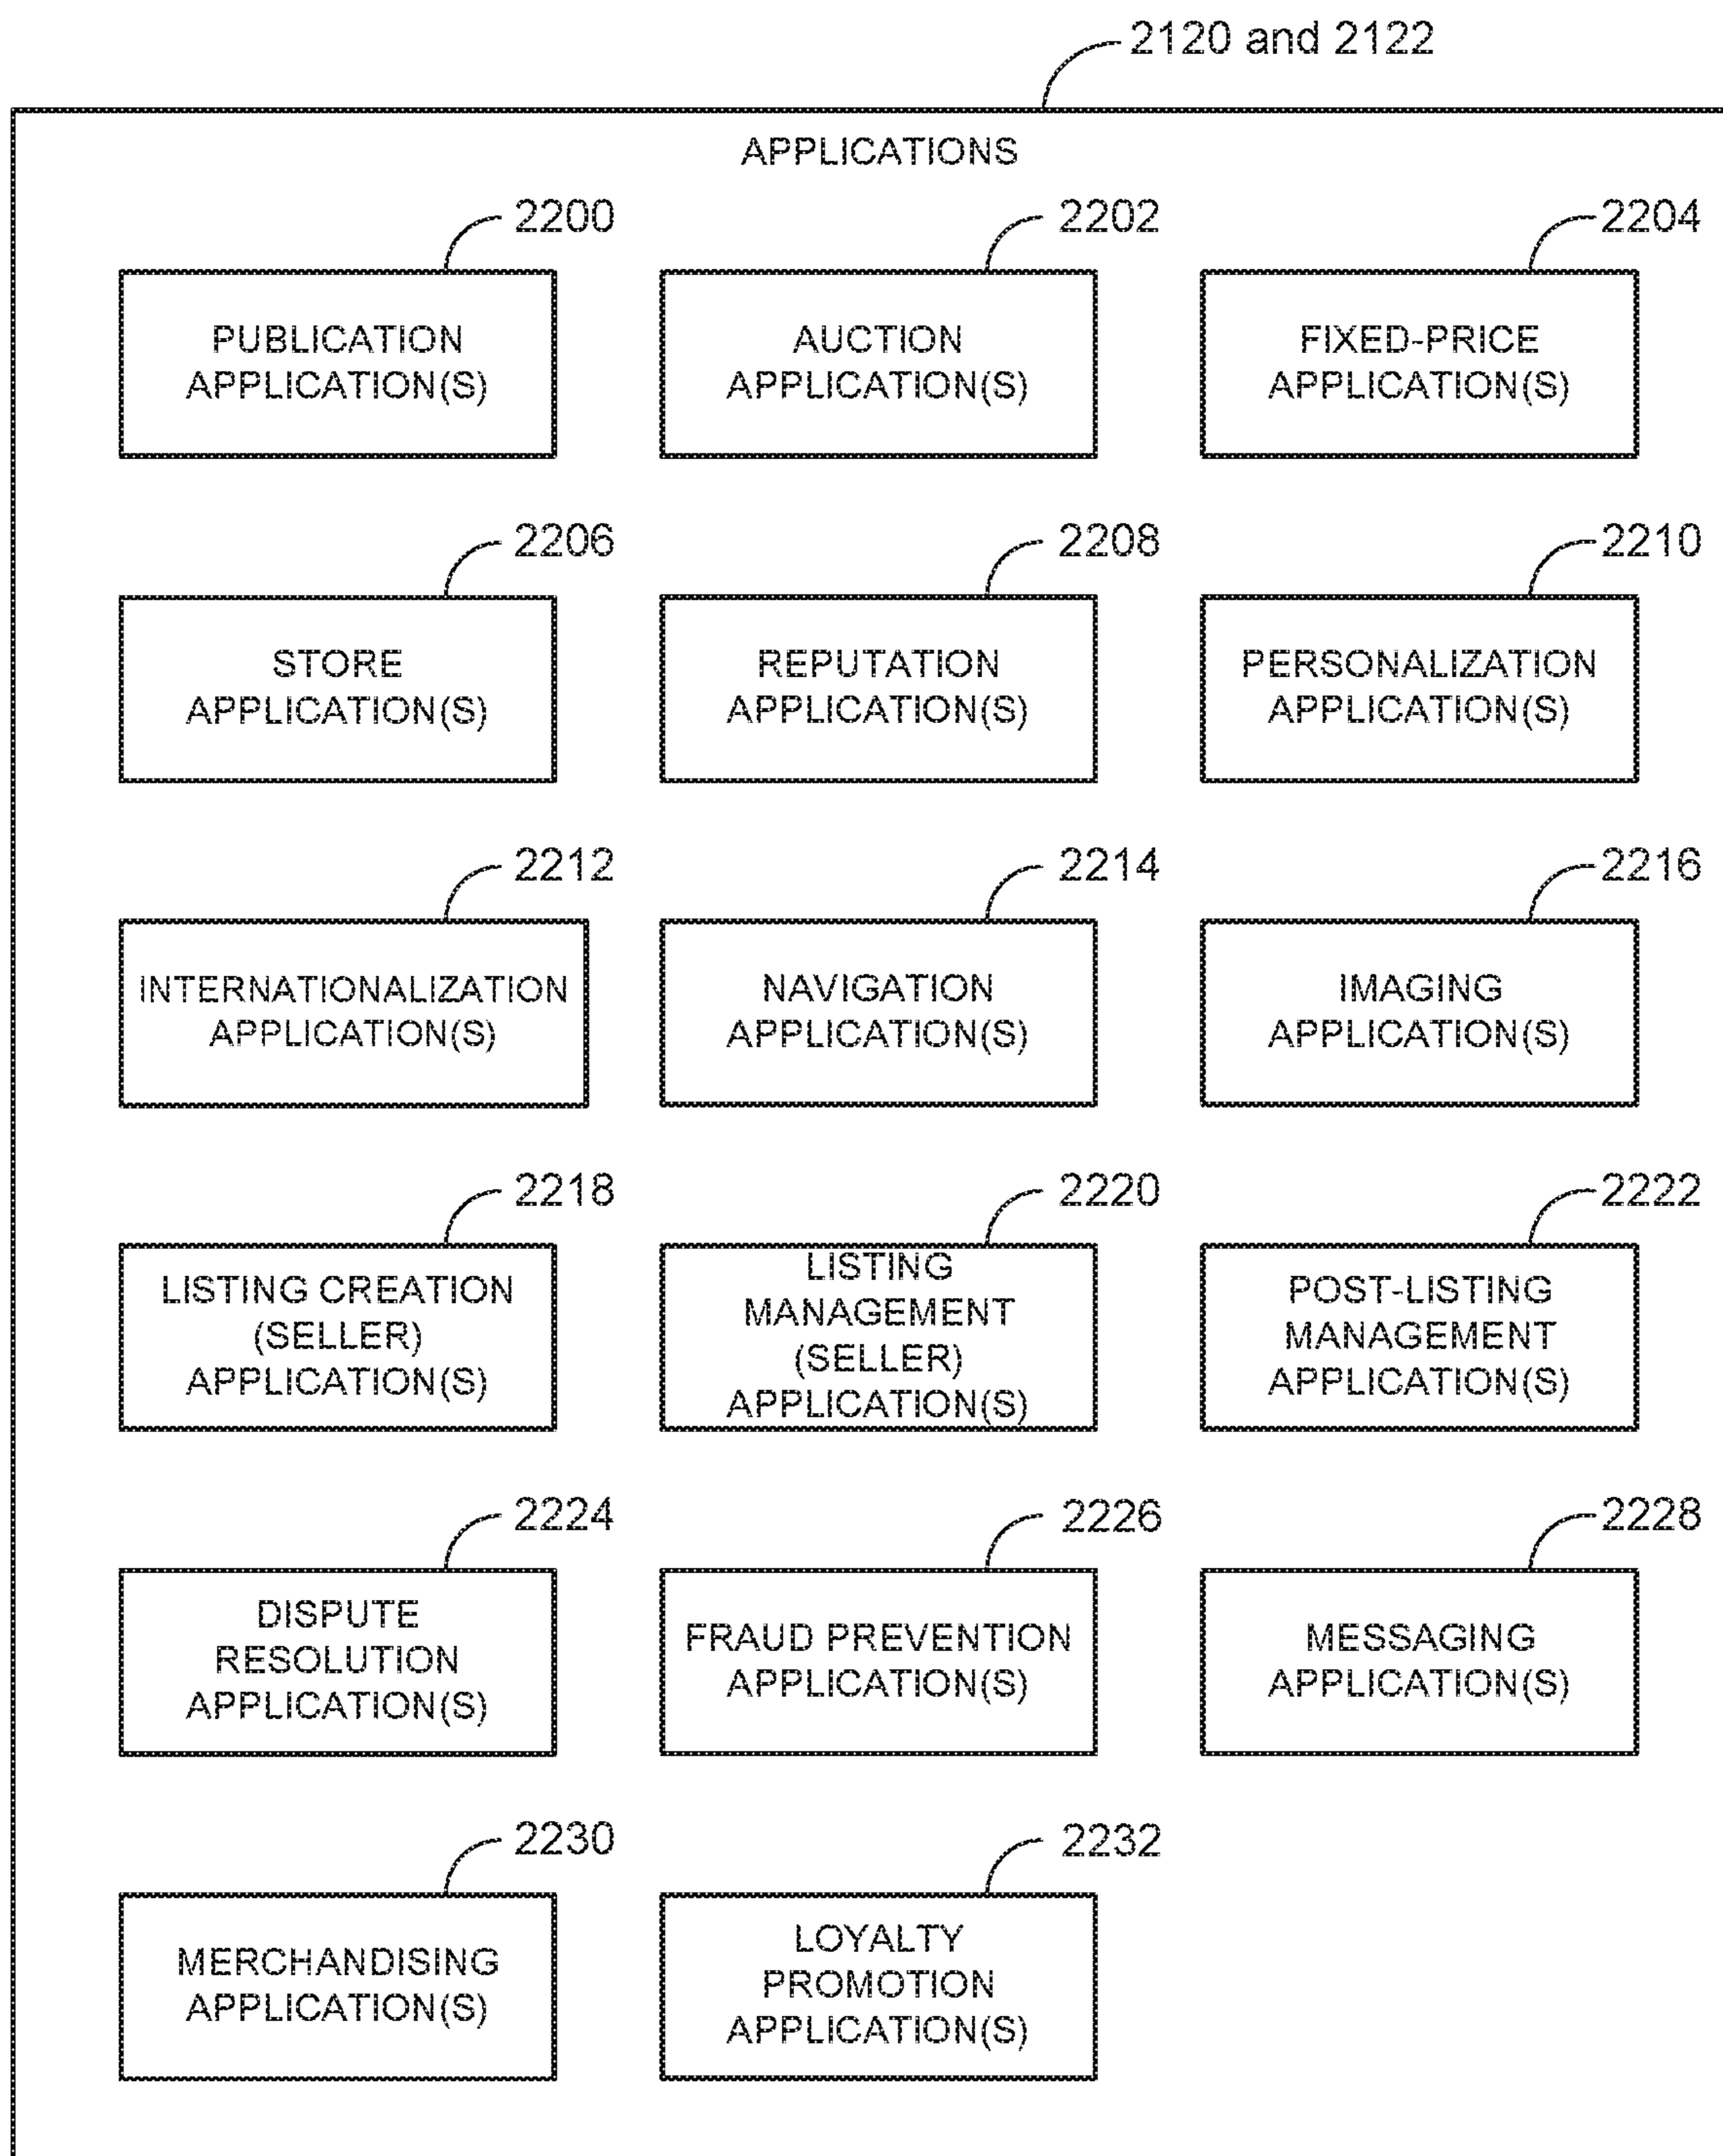 2120 and 2122
APPLICATIONS
2200
PUBLICATION
APPLICATION(S)
2202
AUCTION
APPLICATION(S)
2204
FIXED-PRICE
APPLICATION(S)
2206
STORE
APPLICATION(S)
2208
REPUTATION
APPLICATION(S)
2210
PERSONALIZATION
APPLICATION(S)
2212
INTERNATIONALIZATION
APPLICATION(S)
2214
NAVIGATION
APPLICATION(S)
2216
IMAGING
APPLICATION(S)
2218
LISTING CREATION
(SELLER)
APPLICATION(S)
2220
LISTING
MANAGEMENT
(SELLER)
APPLICATION(S)
2222
POST-LISTING
MANAGEMENT
APPLICATION(S)
2224
DISPUTE
RESOLUTION
APPLICATION(S)
2226
FRAUD PREVENTION
APPLICATION(S)
2228
MESSAGING
APPLICATION(S)
2230
MERCHANDISING
APPLICATION(S)
2232
LOYALTY
PROMOTION
APPLICATION(S)